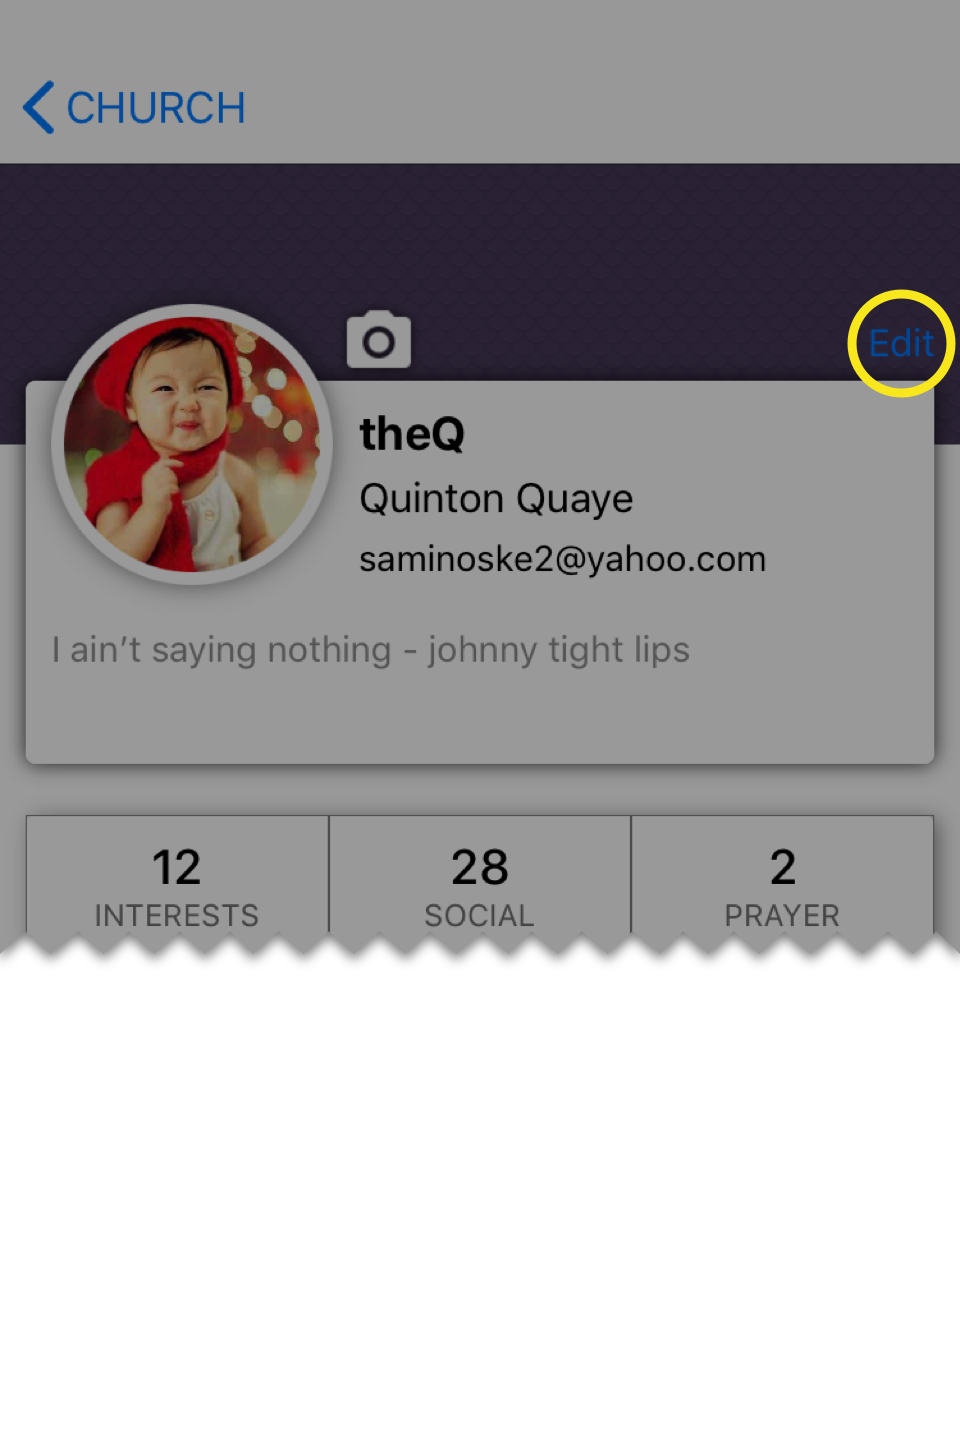 CHURCH
Edit
theQ
Quinton Quaye
saminoske2@yahoo.com
I ain’t saying nothing - johnny tight lips
12 28 2
INTERESTS SOCIAL PRAYER